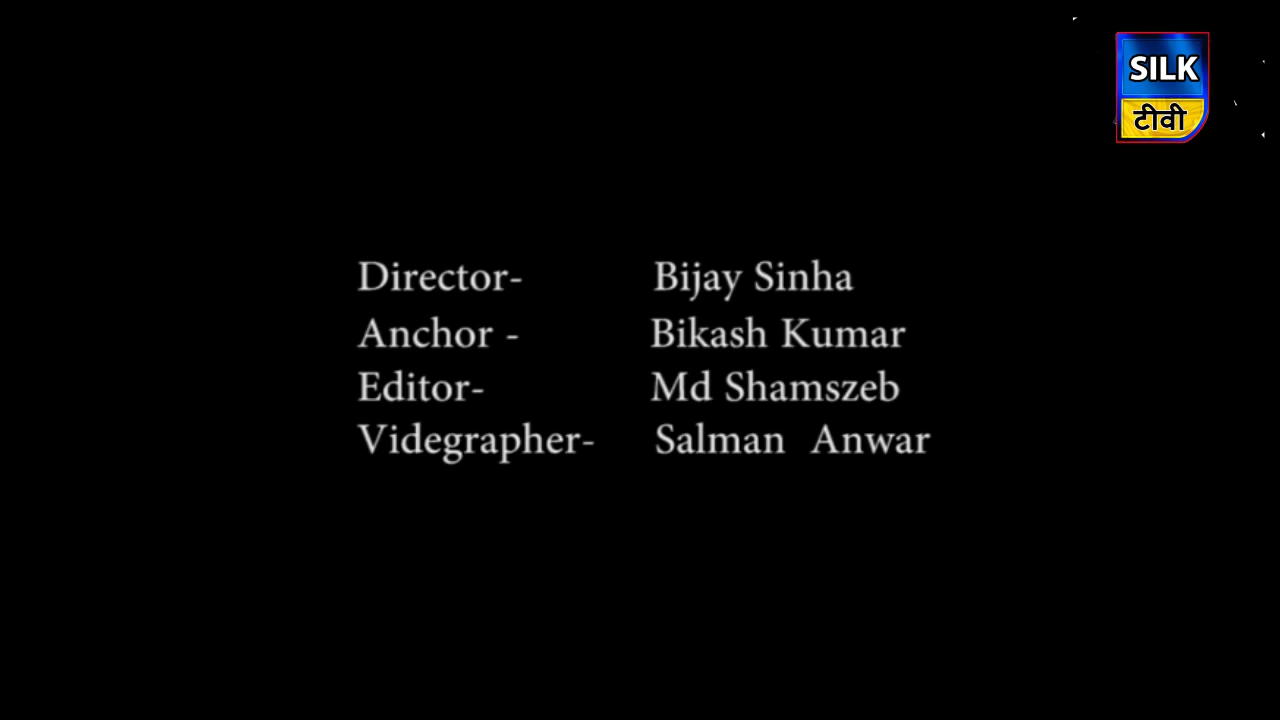 SILK
टीवी
Director- Bijay Sinha
Anchor - Bikash Kumar
Editor- Md Shamszeb
Videgrapher- Salman Anwar